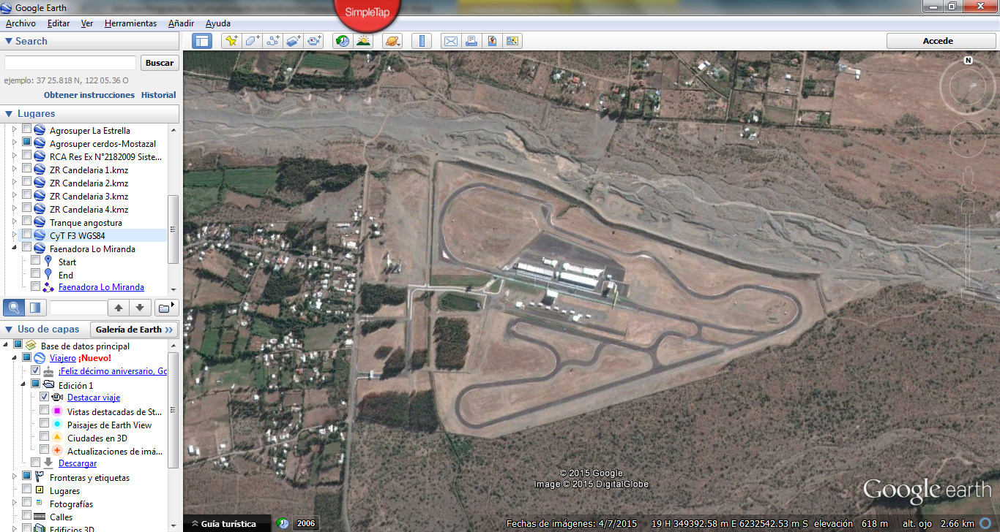 Google Earth
SimpleTap
Archivo Editar Ver Herramientas Añadir Ayuda
Search
Buscar
ejemplo: 37 25.818 N, 122 05.36 O
Obtener instrucciones Historial
Accede
N
Lugares
Agrosuper La Estrella
Agrosuper cerdos-Mostazal
RCA Res Ex N°2182009 Siste...
ZR Candelaria 1.kmz
ZR Candelaria 2.kmz
ZR Candelaria 3.kmz
ZR Candelaria 4.kmz
Tranque angostura
CyT F3 WGS84
Faenadora Lo Miranda
Start
End
Faenadora Lo Miranda
Uso de capas
Galería de Earth »
Base de datos principal
Viajero ¡Nuevo!
¡Feliz décimo aniversario, Go
Edición 1
Destacar viaje
Vistas destacadas de St...
Paisajes de Earth View
Ciudades en 3D
Actualizaciones de imá...
Descargar
Fronteras y etiquetas
Lugares
Fotografías
Calles
Edificios 3D
© 2015 Google
Image © 2015 DigitalGlobe
Google earth
Guía turística
2006
Fechas de imágenes: 4/7/2015 19 H 349392.58 m E 6232542.53 m S elevación 618 m alt. ojo 2.66 km